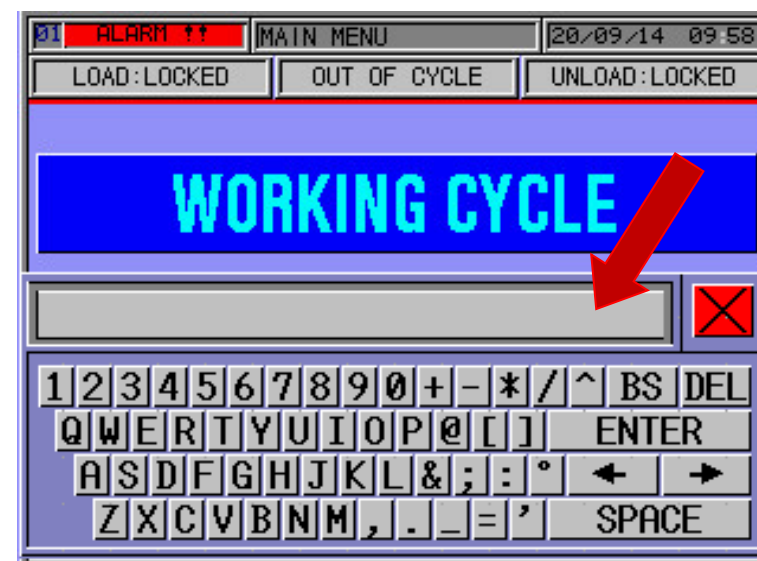 01 ALARM !! MAIN MENU 20/09/14 09:58
LOAD:LOCKED OUT OF CYCLE UNLOAD:LOCKED
WORKING CYCLE
1 2 3 4 5 6 7 8 9 0 + - * / ^ BS DEL
Q W E R T Y U I O P @ [ ] ENTER
A S D F G H J K L & ; : ° ← →
Z X C V B N M , . _ = ’ SPACE